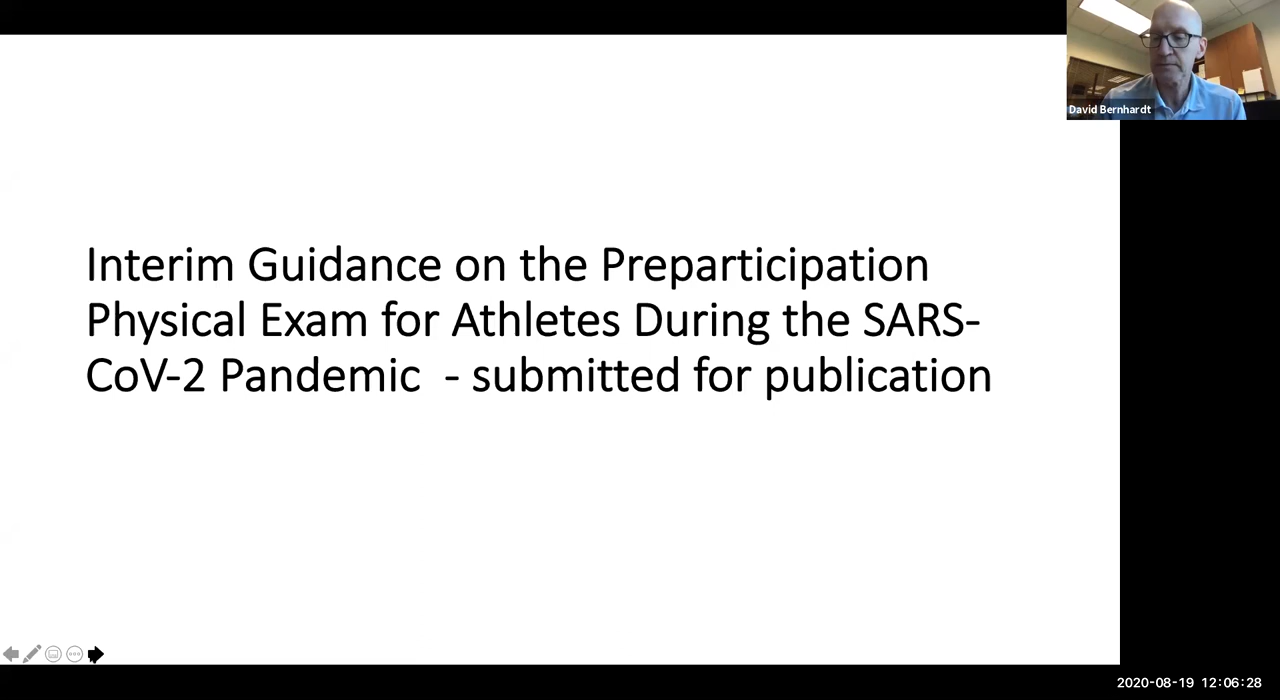 David Bernhardt
Interim Guidance on the Preparticipation
Physical Exam for Athletes During the SARS-
CoV-2 Pandemic - submitted for publication
2020-08-19 12:06:28